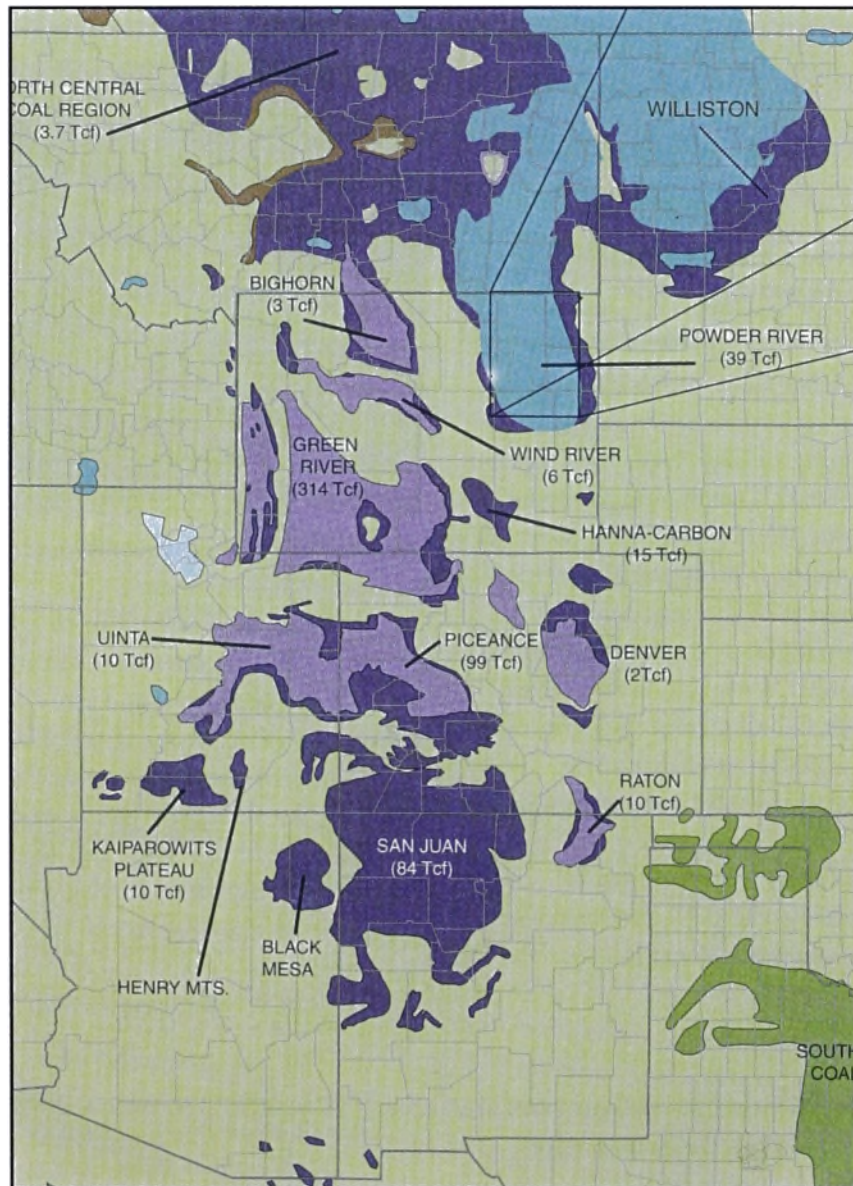 ORTH CENTRAL
COAL REGION
(3.7 Tcf)
WILLISTON
BIGHORN
(3 Tcf)
POWDER RIVER
(39 Tcf)
GREEN
RIVER
(314 Tcf)
WIND RIVER
(6 Tcf)
HANNA-CARBON
(15 Tcf)
UINTA
(10 Tcf)
PICEANCE
(99 Tcf)
DENVER
(2Tcf)
RATON
(10 Tcf)
KAIPAROWITS
PLATEAU
(10 Tcf)
SAN JUAN
(84 Tcf)
BLACK
MESA
HENRY MTS.
SOUTH
COAL